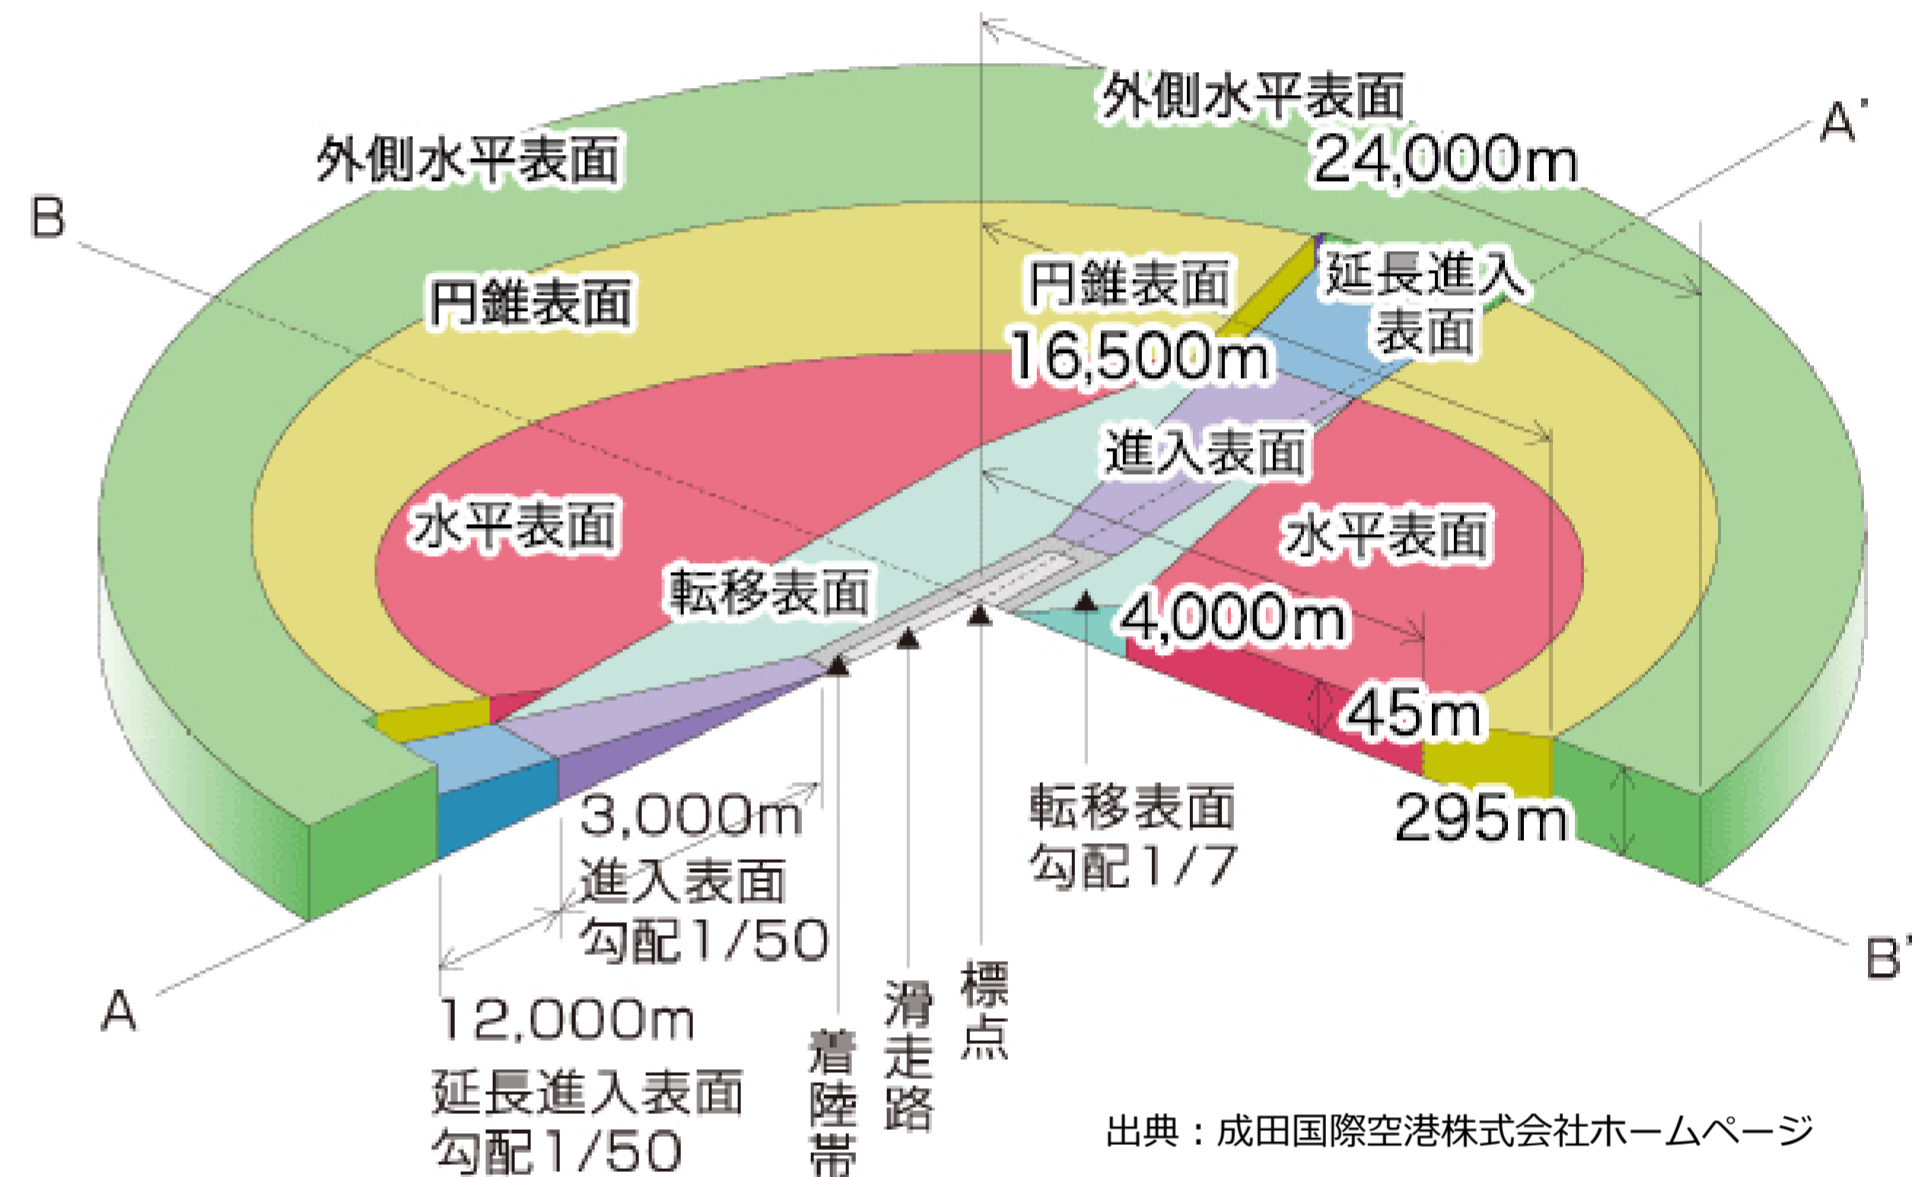 外側水平表面
24,000m
A'
外側水平表面
B
円錐表面
円錐表面
16,500m
延長進入
表面
進入表面
水平表面
水平表面
転移表面
4,000m
45m
295m
転移表面
勾配1/7
3,000m
進入表面
勾配1/50
B'
A
12,000m
延長進入表面
勾配1/50
着陸帯
滑走路
標点
出典：成田国際空港株式会社ホームページ